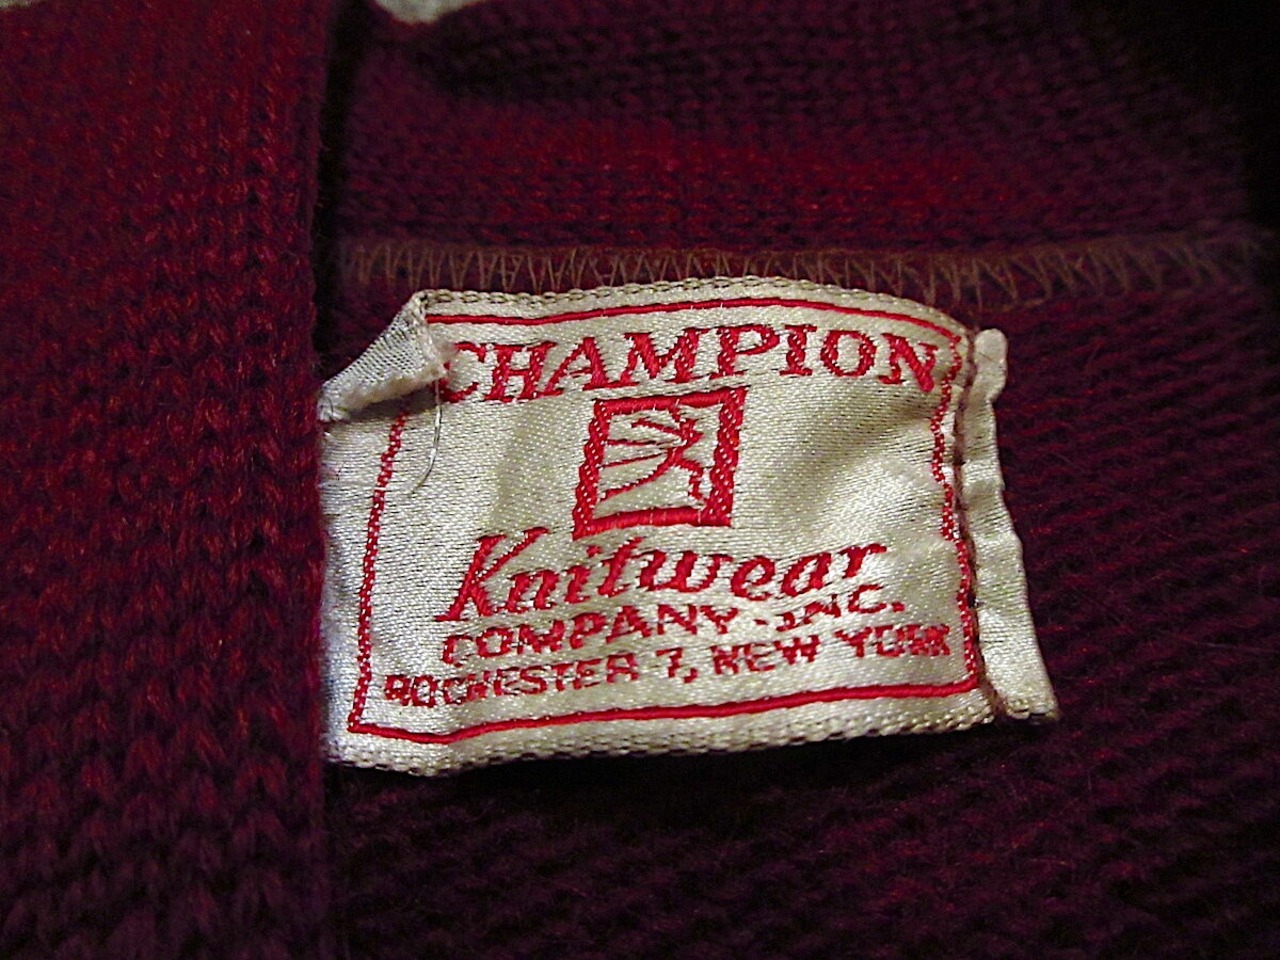 CHAMPION
Knitwear
COMPANY. INC.
ROCHESTER 7, NEW YORK